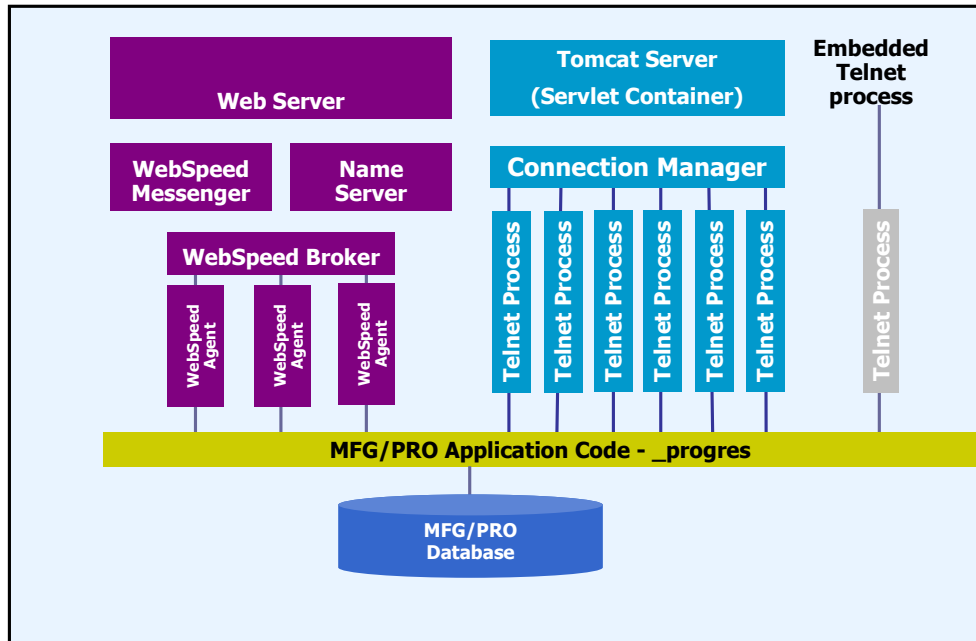 Web Server
Tomcat Server
(Servlet Container)
Embedded
Telnet
process
WebSpeed
Messenger
Name
Server
Connection Manager
WebSpeed Broker
WebSpeed
Agent
WebSpeed
Agent
WebSpeed
Agent
Telnet Process
Telnet Process
Telnet Process
Telnet Process
Telnet Process
Telnet Process
Telnet Process
MFG/PRO Application Code - _progres
MFG/PRO
Database